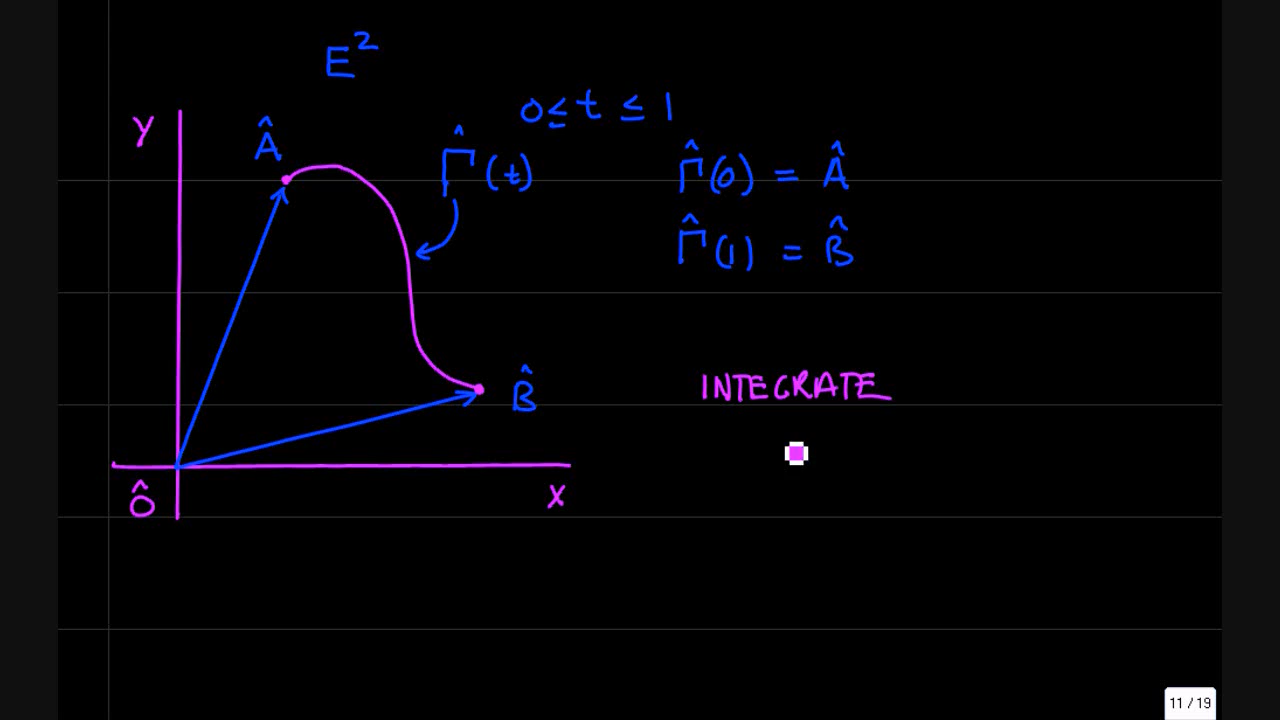 E²
0 ≤ t ≤ 1
y
Â
Γ̂(t)
Γ̂(0) = Â
Γ̂(1) = B̂
INTEGRATE
B̂
Ô
x
11 / 19